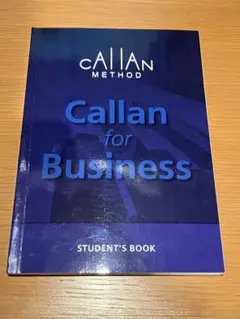 CALLAN
METHOD
Callan
for
Business
STUDENT'S BOOK